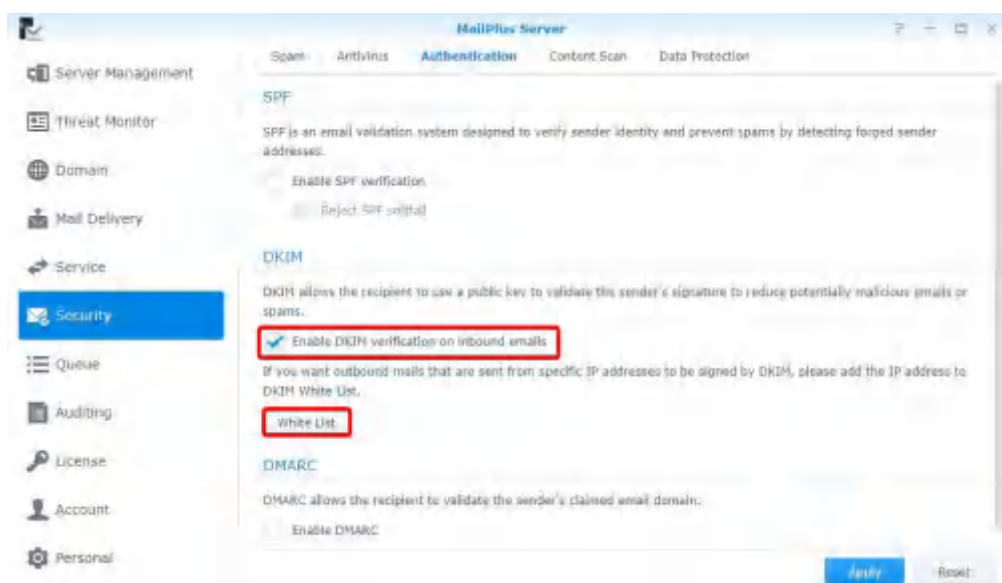 MailPlus Server
Spam Antivirus Authentication Content Scan Data Protection
Server Management
Threat Monitor
Domain
Mail Delivery
Service
Security
Queue
Auditing
License
Account
Personal
SPF
SPF is an email validation system designed to verify sender identity and prevent spams by detecting forged sender
addresses.
Enable SPF verification
Reject SPF softfail
DKIM
DKIM allows the recipient to use a public key to validate the sender's signature to reduce potentially malicious emails or
spams.
Enable DKIM verification on inbound emails
If you want outbound mails that are sent from specific IP addresses to be signed by DKIM, please add the IP address to
DKIM White List.
White List
DMARC
DMARC allows the recipient to validate the sender's claimed email domain.
Enable DMARC
Apply Reset